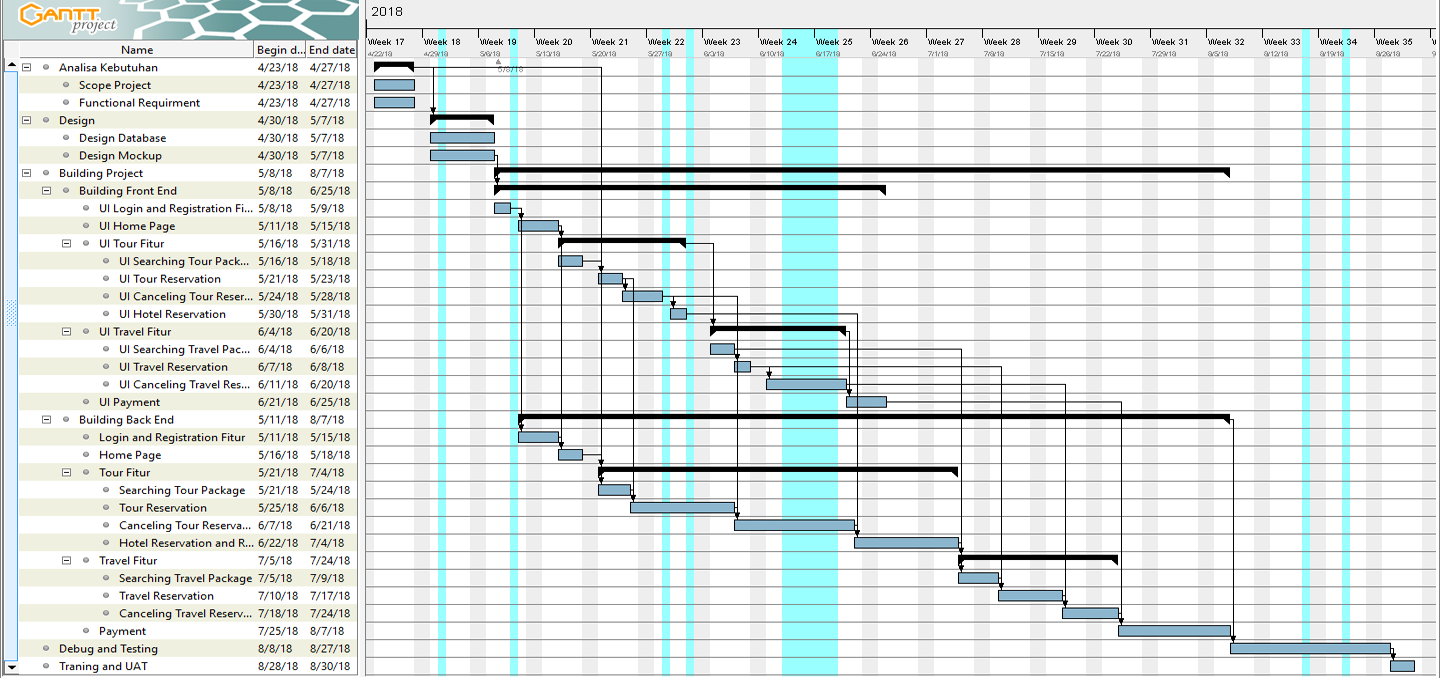 GANTT project
2018
Name Begin d... End date
Week 17 Week 18 Week 19 Week 20 Week 21 Week 22 Week 23 Week 24 Week 25 Week 26 Week 27 Week 28 Week 29 Week 30 Week 31 Week 32 Week 33 Week 34 Week 35
4/22/18 4/29/18 5/6/18 5/13/18 5/20/18 5/27/18 6/3/18 6/10/18 6/17/18 6/24/18 7/1/18 7/8/18 7/15/18 7/22/18 7/29/18 8/5/18 8/12/18 8/19/18 8/26/18 9
5/8/18
Analisa Kebutuhan 4/23/18 4/27/18
Scope Project 4/23/18 4/27/18
Functional Requirment 4/23/18 4/27/18
Design 4/30/18 5/7/18
Design Database 4/30/18 5/7/18
Design Mockup 4/30/18 5/7/18
Building Project 5/8/18 8/7/18
Building Front End 5/8/18 6/25/18
UI Login and Registration Fi... 5/8/18 5/9/18
UI Home Page 5/11/18 5/15/18
UI Tour Fitur 5/16/18 5/31/18
UI Searching Tour Pack... 5/16/18 5/18/18
UI Tour Reservation 5/21/18 5/23/18
UI Canceling Tour Reser... 5/24/18 5/28/18
UI Hotel Reservation 5/30/18 5/31/18
UI Travel Fitur 6/4/18 6/20/18
UI Searching Travel Pac... 6/4/18 6/6/18
UI Travel Reservation 6/7/18 6/8/18
UI Canceling Travel Res... 6/11/18 6/20/18
UI Payment 6/21/18 6/25/18
Building Back End 5/11/18 8/7/18
Login and Registration Fitur 5/11/18 5/15/18
Home Page 5/16/18 5/18/18
Tour Fitur 5/21/18 7/4/18
Searching Tour Package 5/21/18 5/24/18
Tour Reservation 5/25/18 6/6/18
Canceling Tour Reserva... 6/7/18 6/21/18
Hotel Reservation and R... 6/22/18 7/4/18
Travel Fitur 7/5/18 7/24/18
Searching Travel Package 7/5/18 7/9/18
Travel Reservation 7/10/18 7/17/18
Canceling Travel Reserv... 7/18/18 7/24/18
Payment 7/25/18 8/7/18
Debug and Testing 8/8/18 8/27/18
Traning and UAT 8/28/18 8/30/18